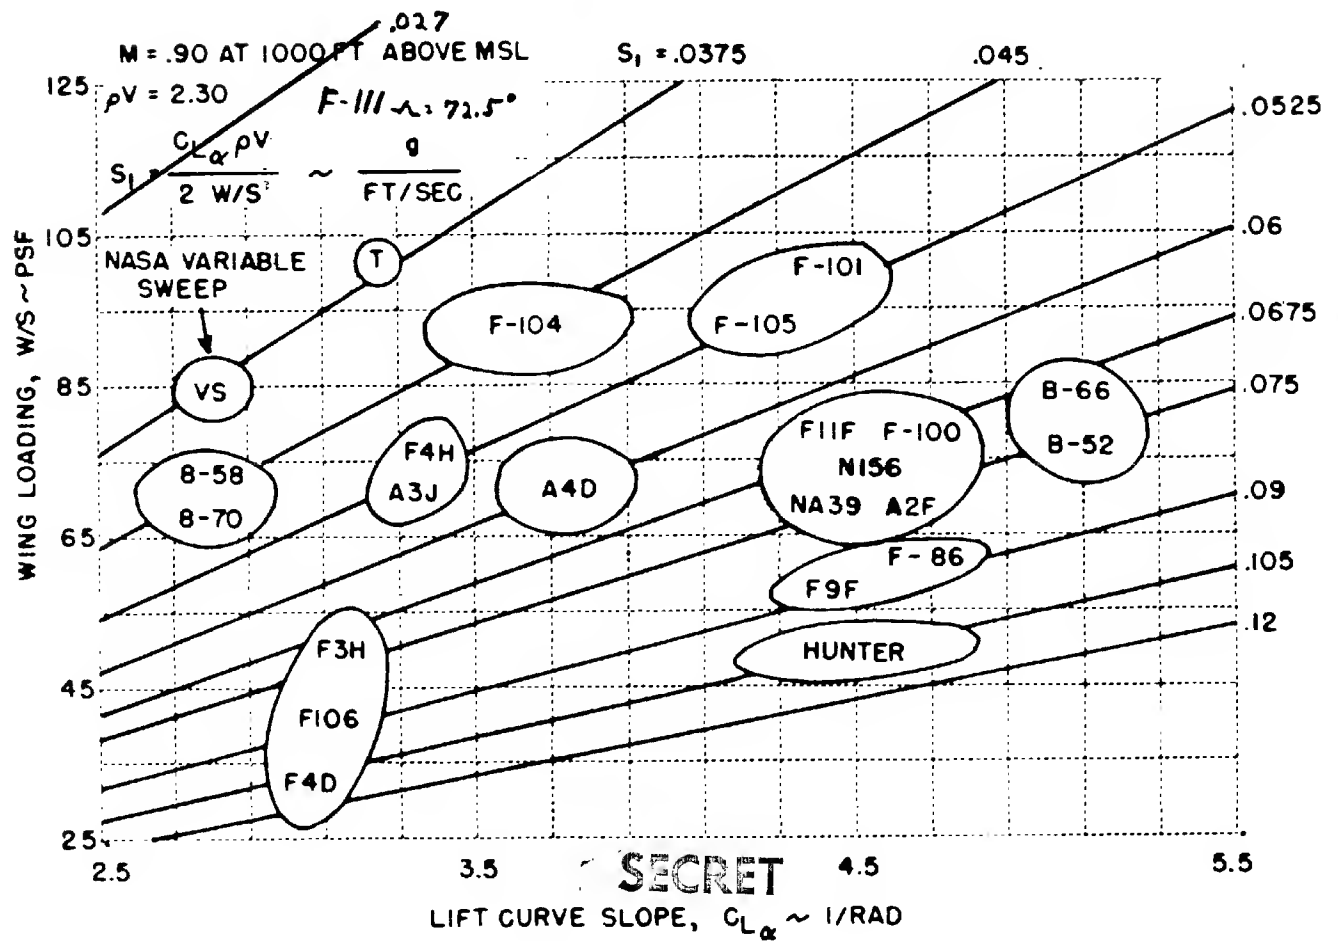 .027
M = .90 AT 1000 FT ABOVE MSL
S₁ = .0375
.045
125
ρV = 2.30
F-111 Λ = 72.5°
.0525
S₁ = C_Lα ρV / 2 W/S ~ g / FT/SEC
105
.06
NASA VARIABLE
SWEEP
T
F-101
F-104
F-105
.0675
85
VS
B-66
.075
B-52
F11F F-100
F4H
N156
B-58
A3J
A4D
NA39 A2F
.09
B-70
65
F-86
.105
F9F
.12
F3H
HUNTER
45
F106
F4D
25
2.5
3.5
4.5
5.5
SECRET
WING LOADING, W/S ~ PSF
LIFT CURVE SLOPE, C_Lα ~ 1/RAD